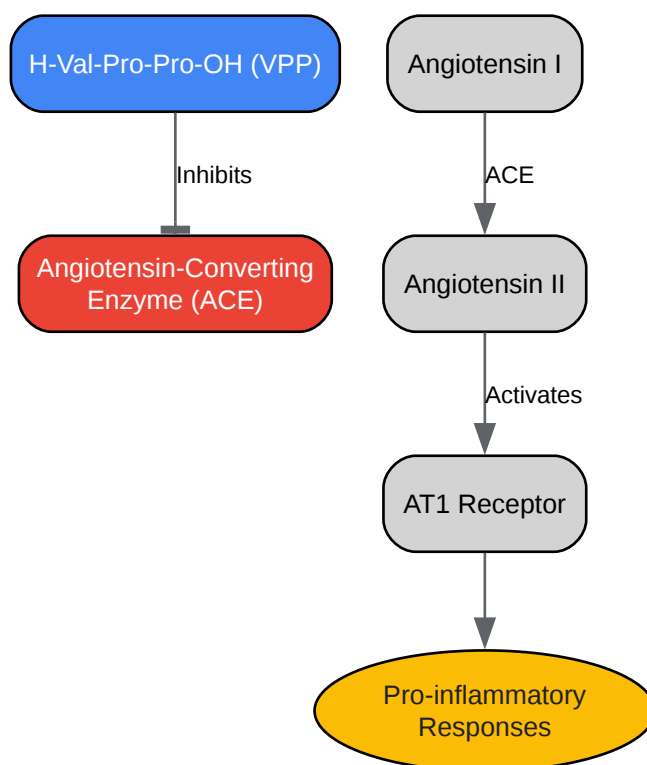 H-Val-Pro-Pro-OH (VPP)
Inhibits
Angiotensin-Converting
Enzyme (ACE)
Angiotensin I
ACE
Angiotensin II
Activates
AT1 Receptor
Pro-inflammatory
Responses